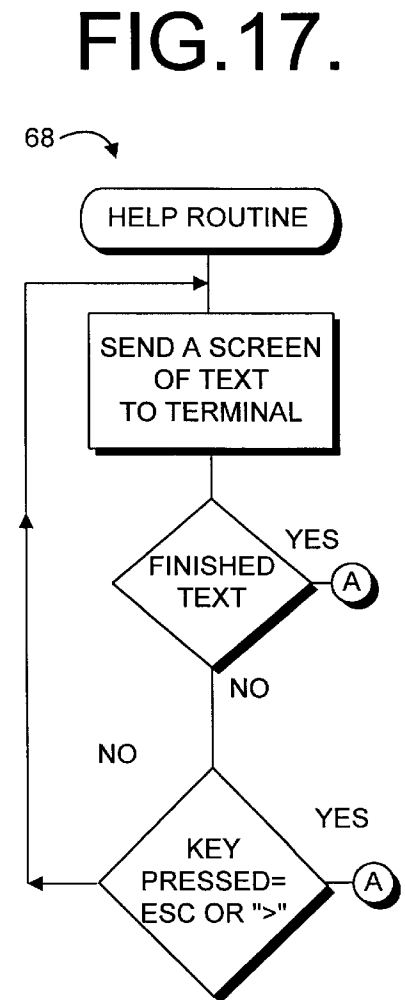 FIG.17.
68
HELP ROUTINE
SEND A SCREEN
OF TEXT
TO TERMINAL
YES
FINISHED
TEXT
A
NO
NO
YES
KEY
PRESSED=
ESC OR ">"
A